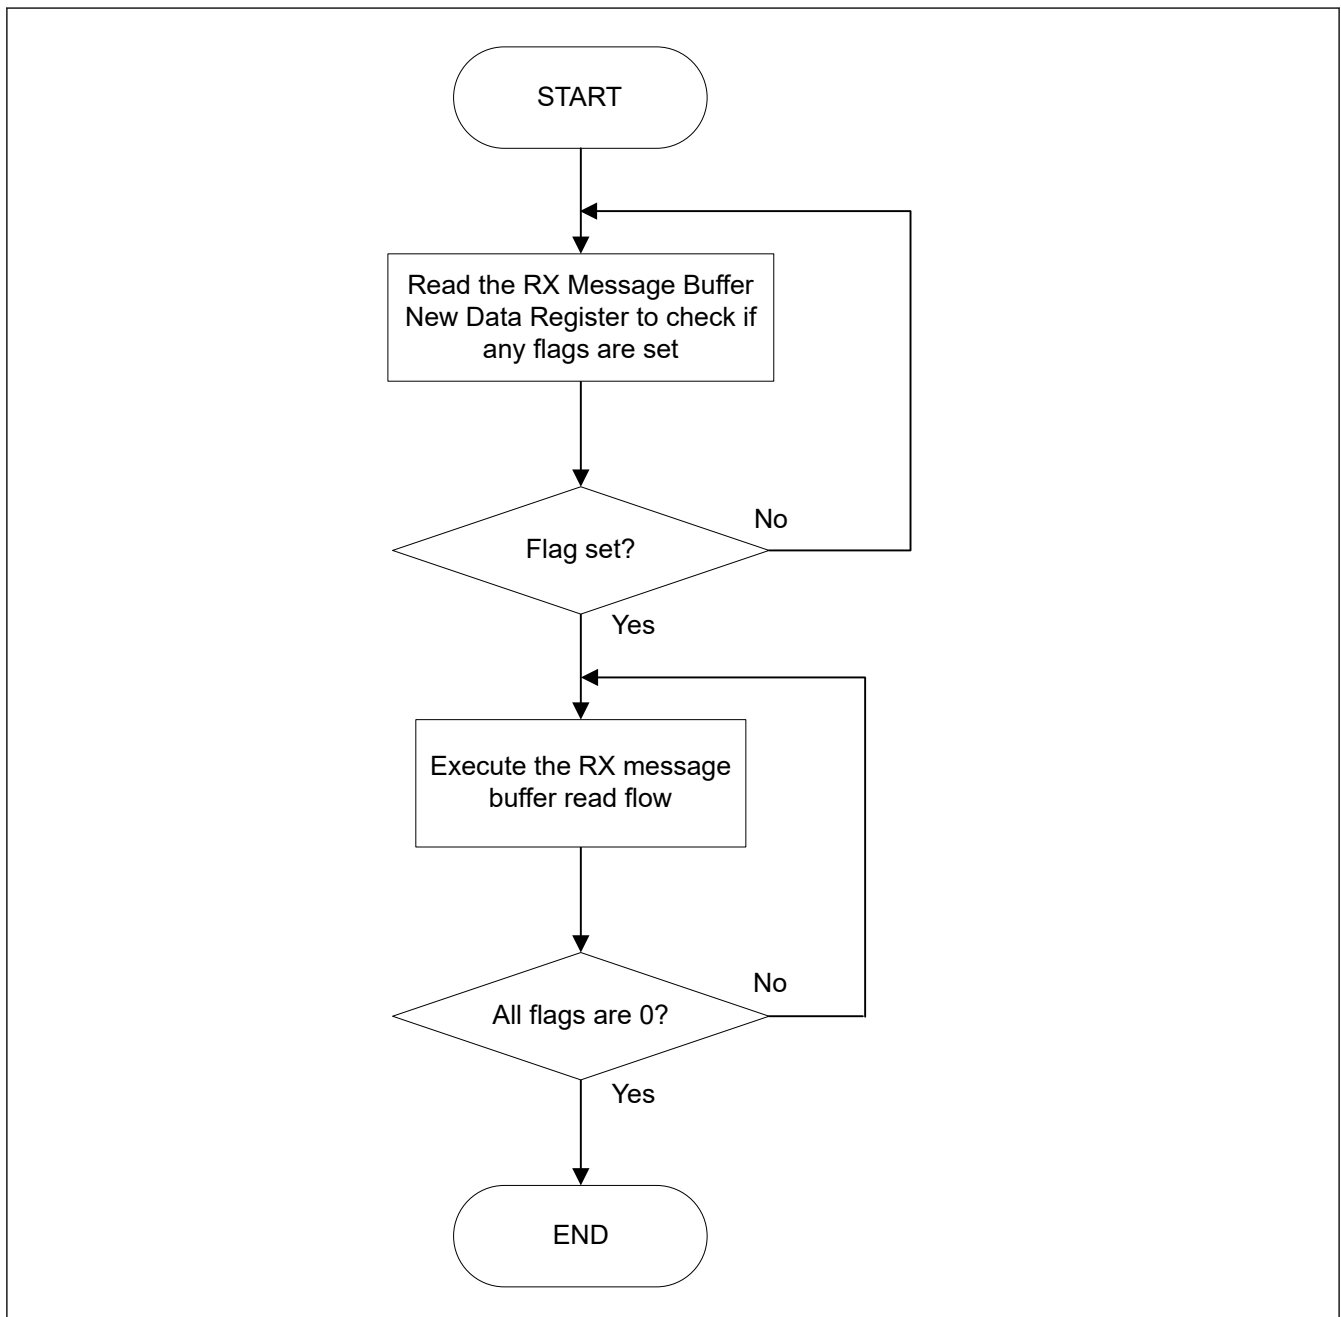 START
Read the RX Message Buffer
New Data Register to check if
any flags are set
No
Flag set?
Yes
Execute the RX message
buffer read flow
No
All flags are 0?
Yes
END